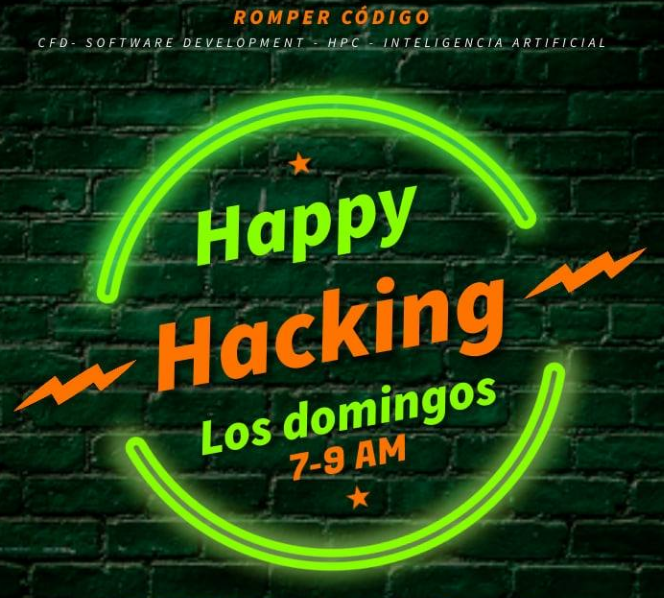 ROMPER CÓDIGO
CFD- SOFTWARE DEVELOPMENT - HPC - INTELIGENCIA ARTIFICIAL
Happy
Hacking
Los domingos
7-9 AM